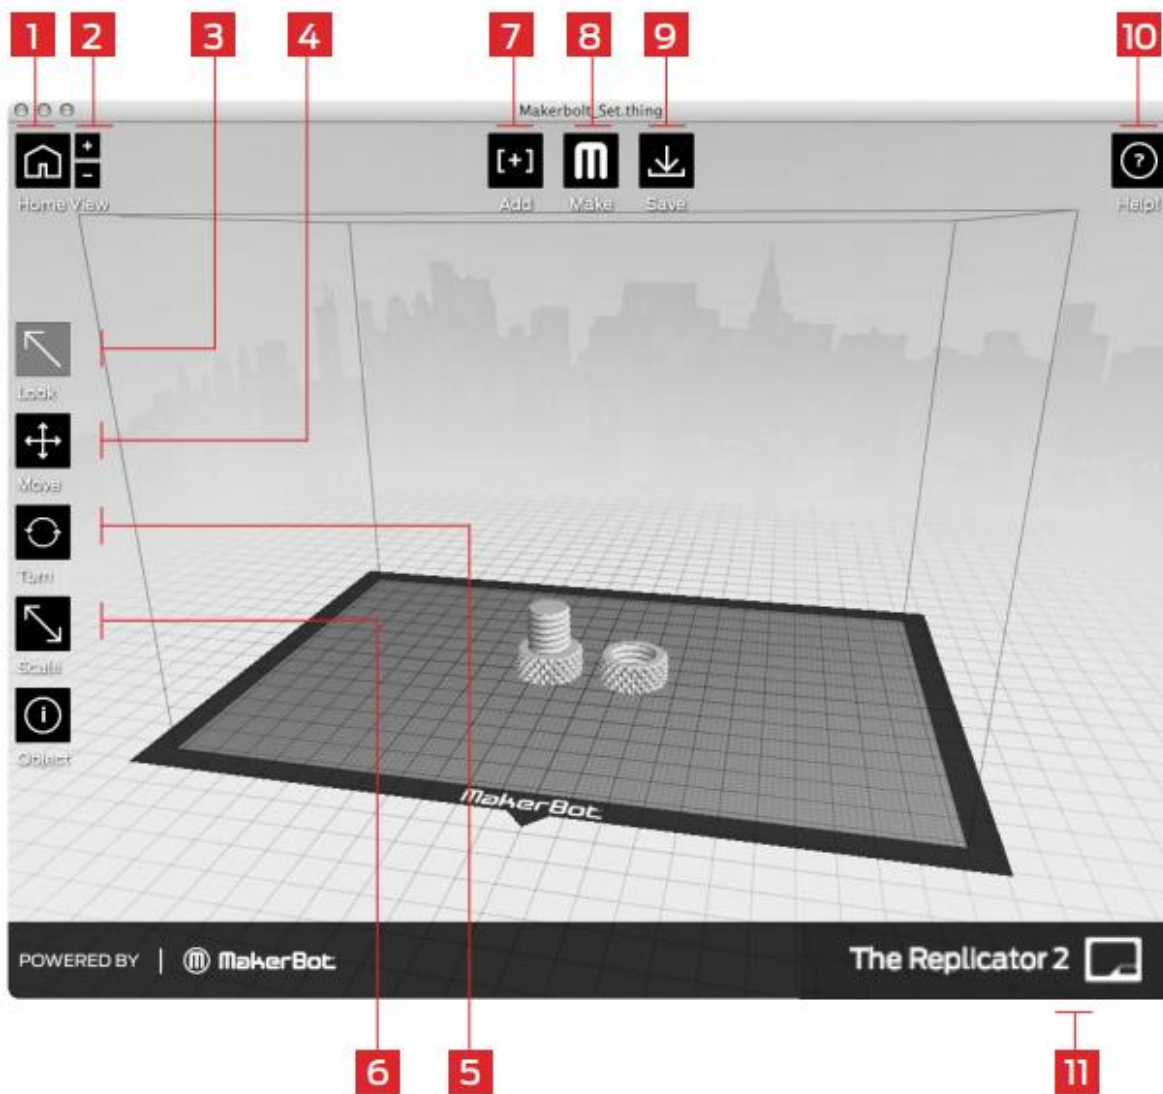 1 2 3 4 7 8 9 10
Makerbolt_Set.thing
+
[+] M ?
-
Home View Add Make Save Help!
Look
Move
Turn
Scale
i
Object
MakerBot
POWERED BY | M MakerBot The Replicator 2
6 5 11